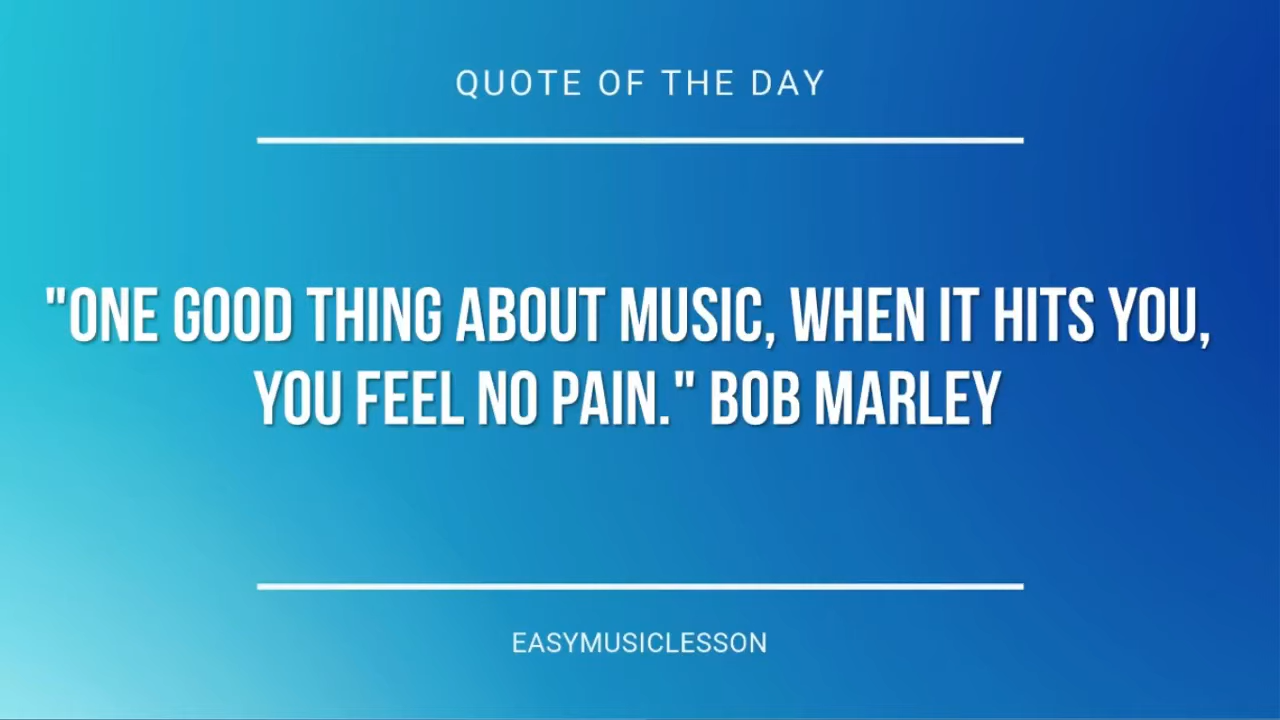 QUOTE OF THE DAY
"ONE GOOD THING ABOUT MUSIC, WHEN IT HITS YOU,
YOU FEEL NO PAIN." BOB MARLEY
EASYMUSICLESSON